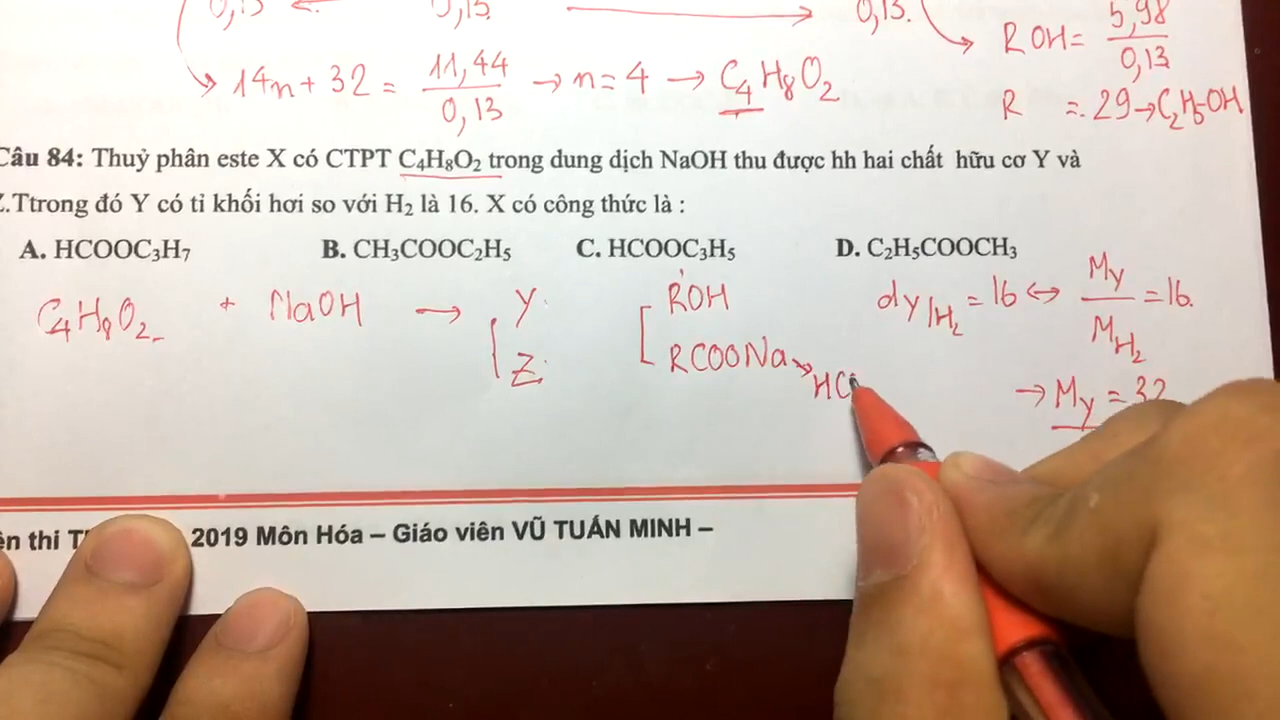 0,13 ← 0,13 → 0,13.
ROH = 5,98 / 0,13
14n + 32 = 11,44 / 0,13 → n = 4 → C₄H₈O₂
R = 29 → C₂H₅OH
Câu 84: Thuỷ phân este X có CTPT C₄H₈O₂ trong dung dịch NaOH thu được hh hai chất hữu cơ Y và
Z.Ttrong đó Y có tỉ khối hơi so với H₂ là 16. X có công thức là :
A. HCOOC₃H₇ B. CH₃COOC₂H₅ C. HCOOC₃H₅ D. C₂H₅COOCH₃
C₄H₈O₂ + NaOH → Y Z
R'OH
RCOONa → HC
dY/H₂ = 16 ↔ My / MH₂ = 16.
→ My = 32
2019 Môn Hóa – Giáo viên VŨ TUẤN MINH –